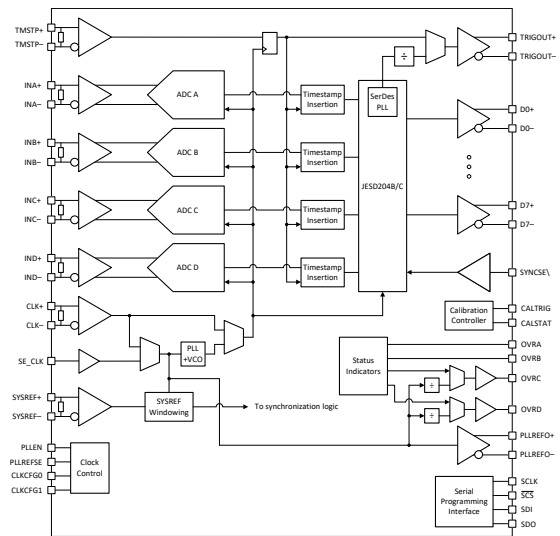 TMSTP+
TMSTP–
TRIGOUT+
TRIGOUT–
÷
INA+
INA–
ADC A
Timestamp
Insertion
SerDes
PLL
D0+
D0–
INB+
INB–
ADC B
Timestamp
Insertion
JESD204B/C
INC+
INC–
ADC C
Timestamp
Insertion
D7+
D7–
IND+
IND–
ADC D
Timestamp
Insertion
SYNCSE\
CLK+
CLK–
Calibration
Controller
CALTRIG
CALSTAT
SE_CLK
PLL
+VCO
Status
Indicators
OVRA
OVRB
OVRC
÷
OVRD
÷
SYSREF+
SYSREF–
SYSREF
Windowing
To synchronization logic
PLLREFO+
PLLREFO–
PLLEN
PLLREFSE
CLKCFG0
CLKCFG1
Clock
Control
Serial
Programming
Interface
SCLK
SCS
SDI
SDO